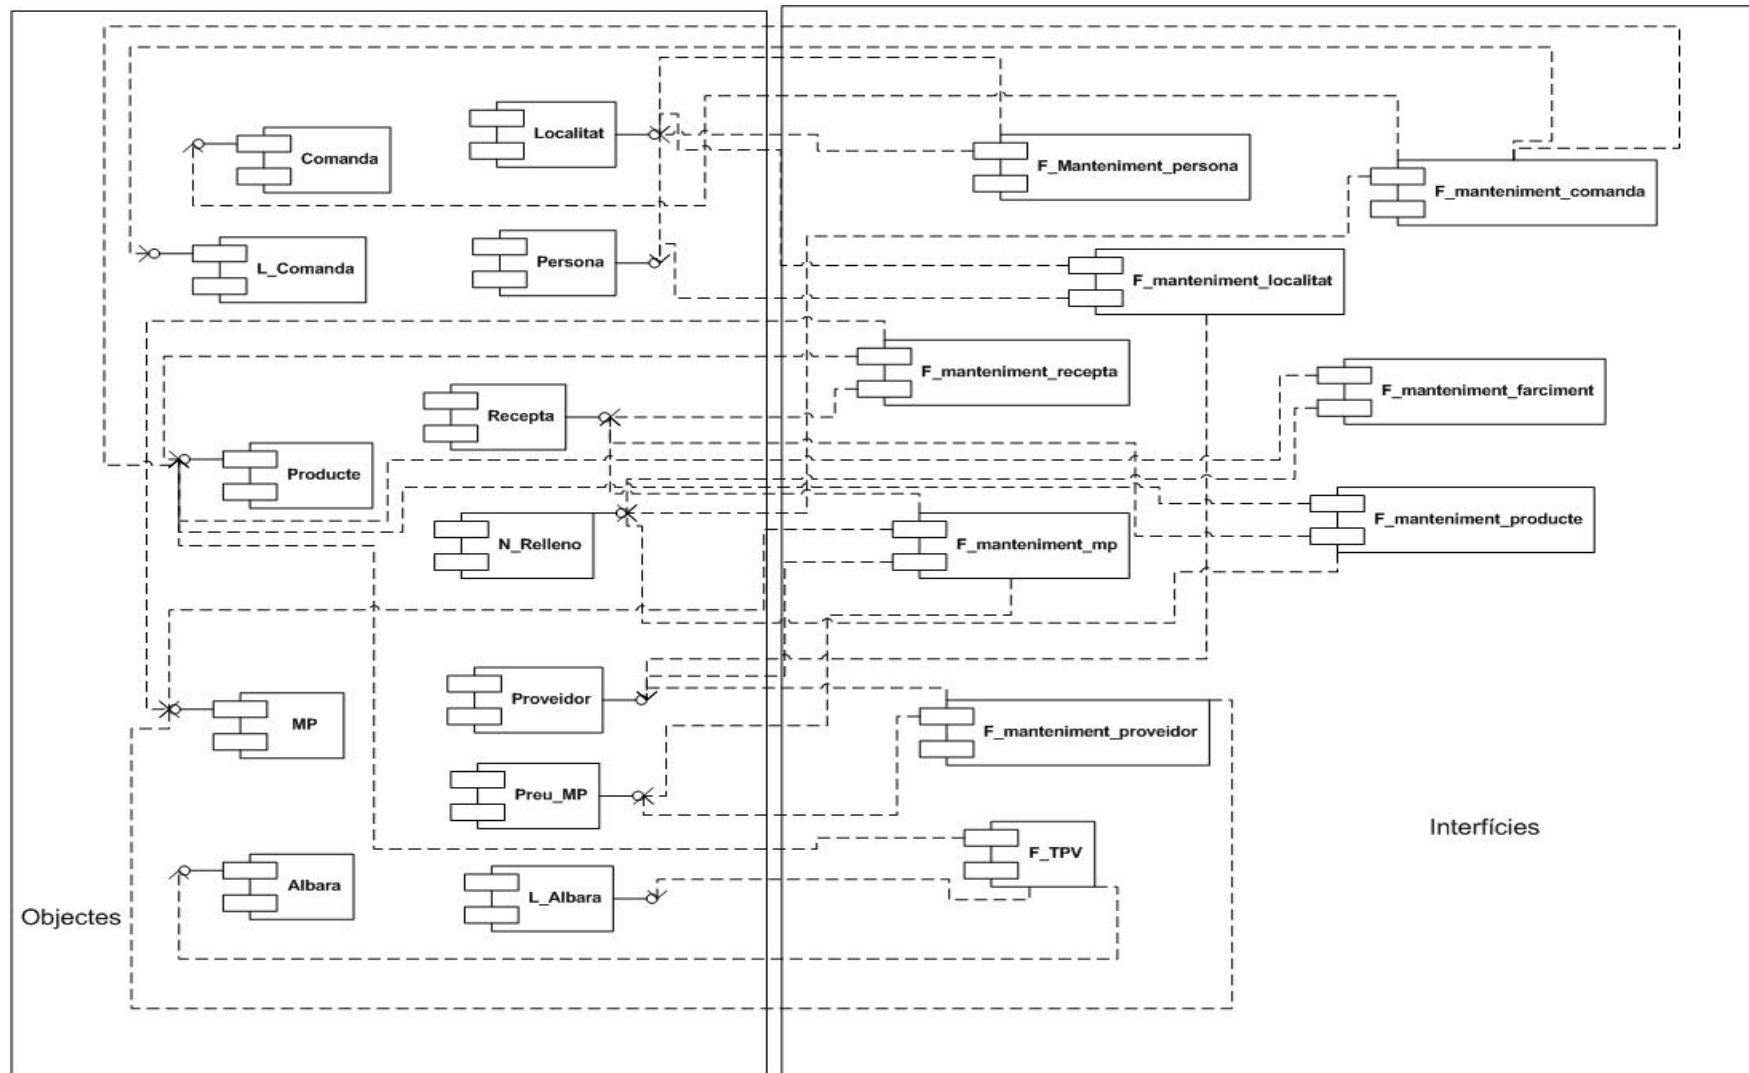 Localitat
Comanda
F_Manteniment_persona
F_manteniment_comanda
L_Comanda
Persona
F_manteniment_localitat
F_manteniment_recepta
F_manteniment_farciment
Recepta
Producte
F_manteniment_producte
N_Relleno
F_manteniment_mp
Proveidor
MP
F_manteniment_proveidor
Preu_MP
Interfícies
F_TPV
Albara
L_Albara
Objectes